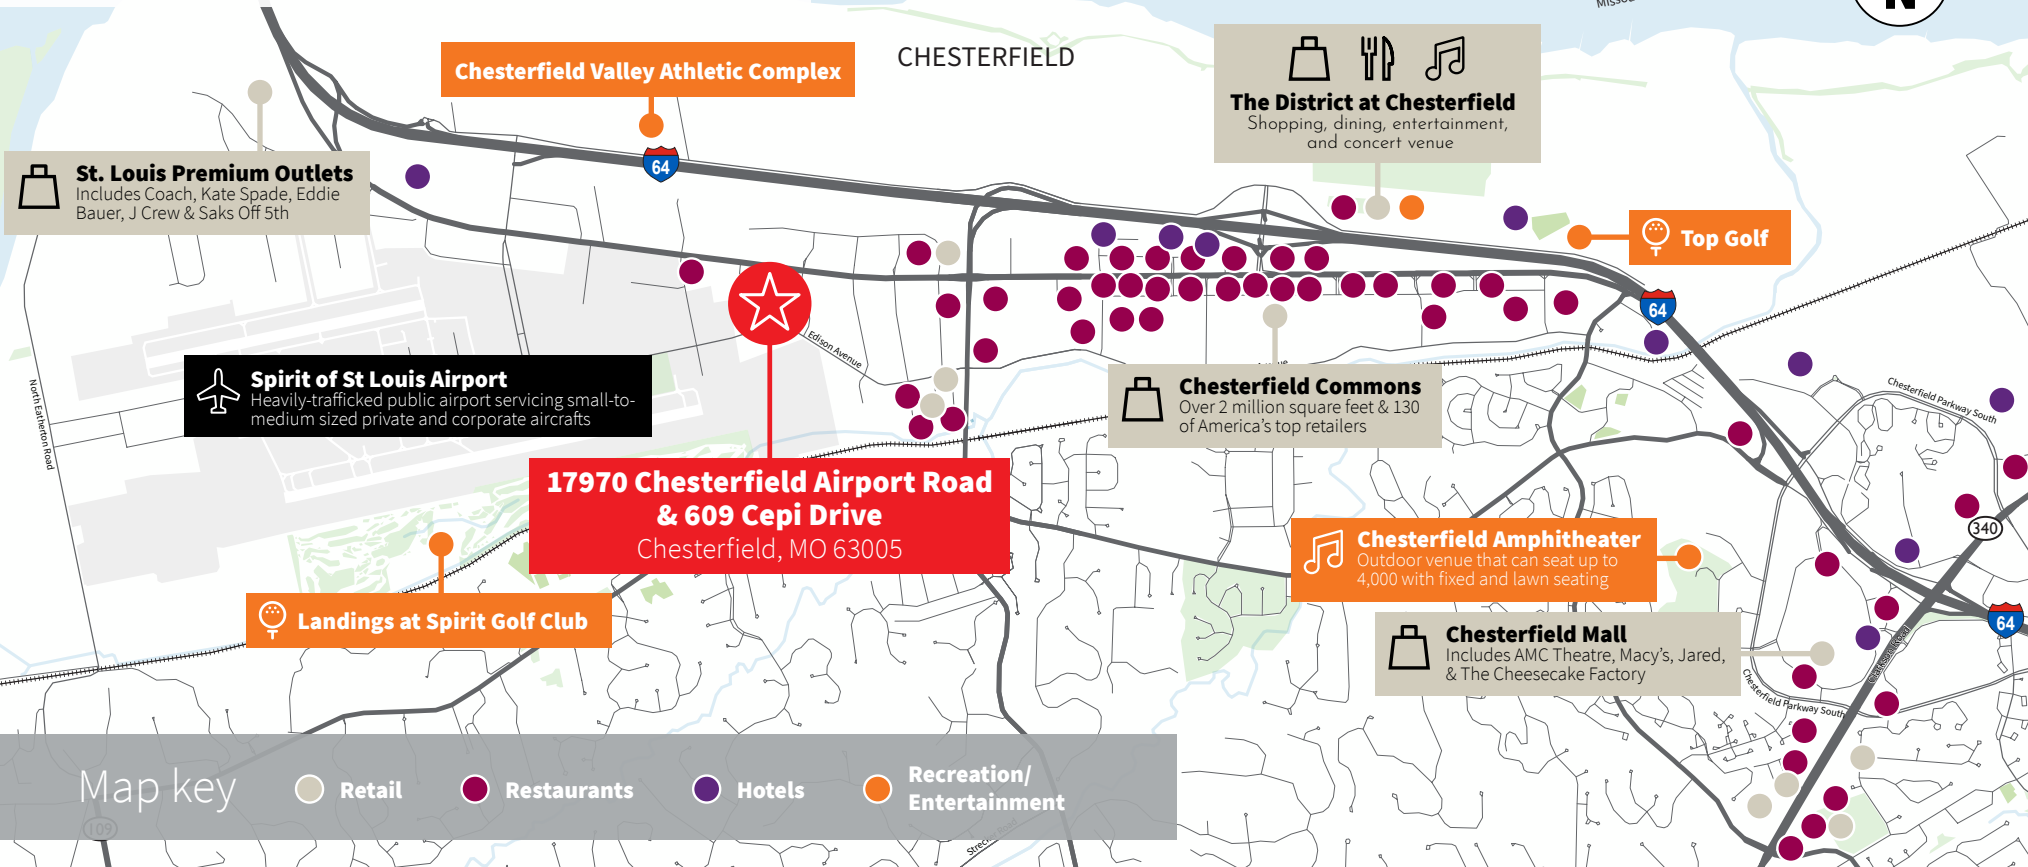 N
CHESTERFIELD
Chesterfield Valley Athletic Complex
The District at Chesterfield
Shopping, dining, entertainment,
and concert venue
64
St. Louis Premium Outlets
Includes Coach, Kate Spade, Eddie
Bauer, J Crew & Saks Off 5th
Top Golf
64
Edison Avenue
Spirit of St Louis Airport
Heavily-trafficked public airport servicing small-to-
medium sized private and corporate aircrafts
North Eatherton Road
Chesterfield Commons
Over 2 million square feet & 130
of America's top retailers
Chesterfield Parkway South
17970 Chesterfield Airport Road
& 609 Cepi Drive
Chesterfield, MO 63005
340
Chesterfield Amphitheater
Outdoor venue that can seat up to
4,000 with fixed and lawn seating
Landings at Spirit Golf Club
64
Chesterfield Mall
Includes AMC Theatre, Macy's, Jared,
& The Cheesecake Factory
Clarkson Road
Chesterfield Parkway South
Map key
Retail
Restaurants
Hotels
Recreation/
Entertainment
109